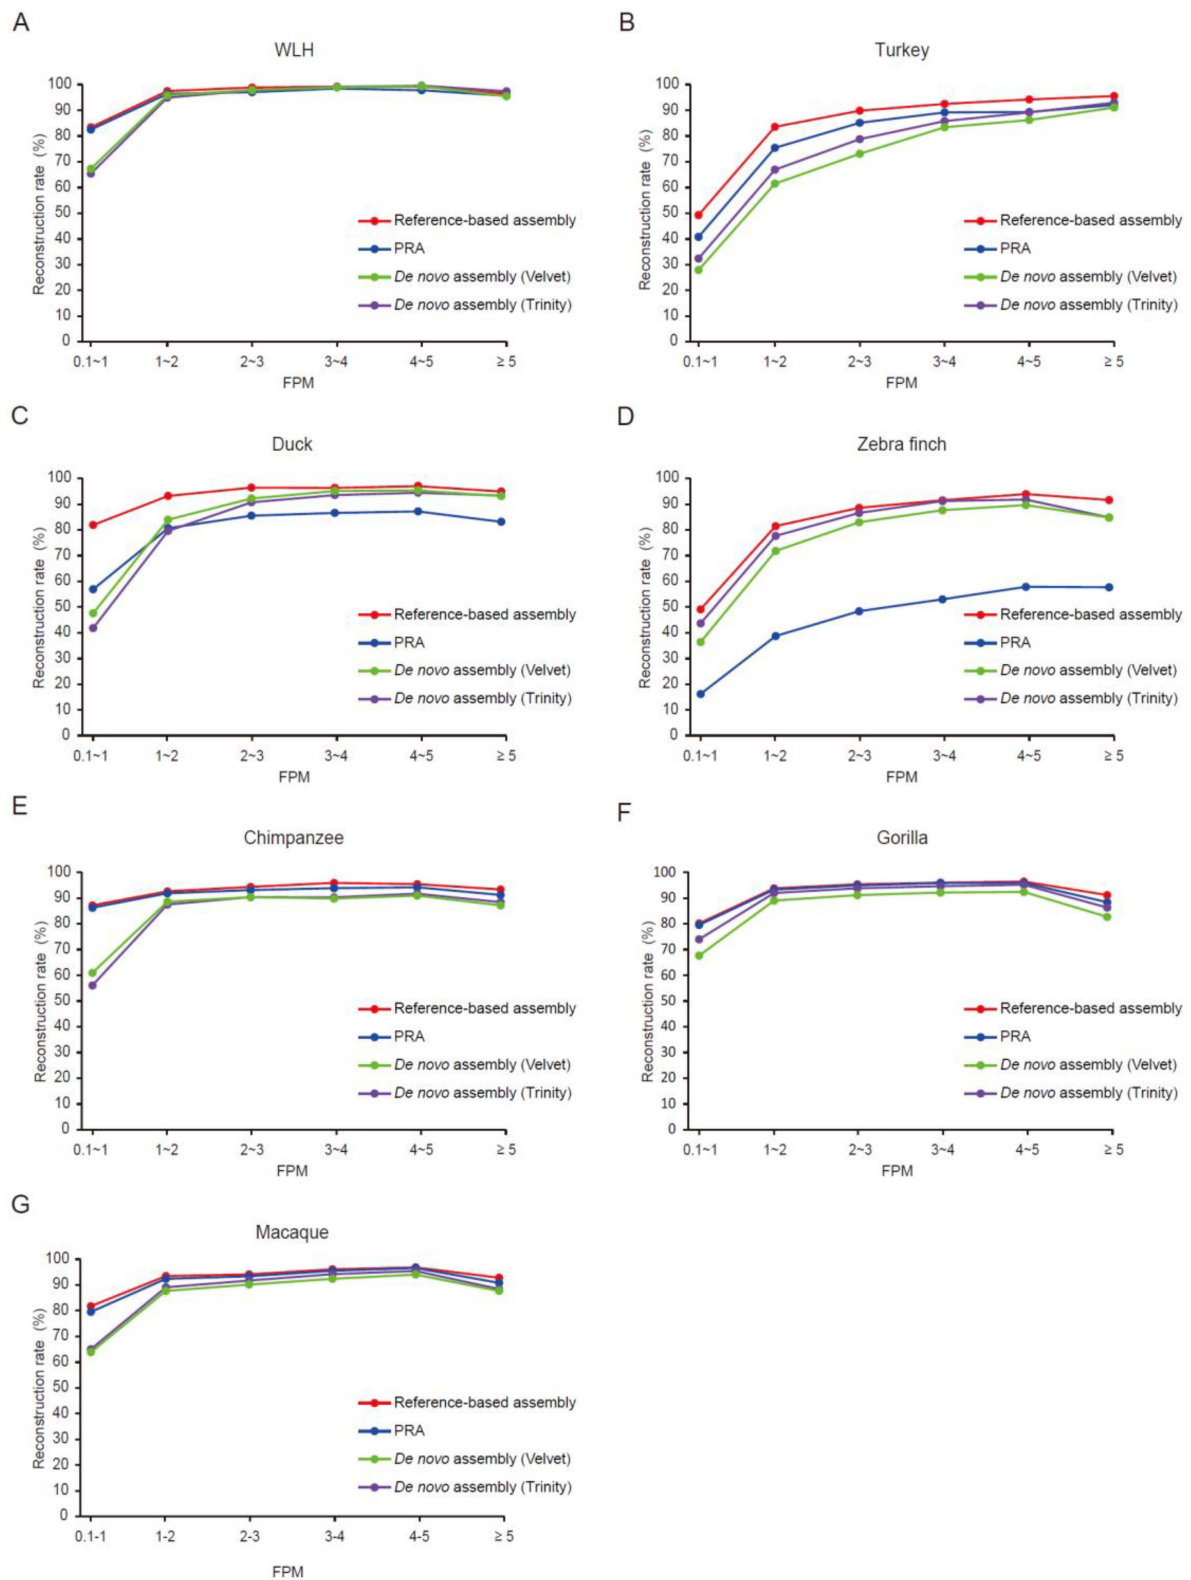 A
WLH
Reconstruction rate (%)
100
90
80
70
60
50
40
30
20
10
0
0.1~1 1~2 2~3 3~4 4~5 ≥ 5
FPM
Reference-based assembly
PRA
De novo assembly (Velvet)
De novo assembly (Trinity)
B
Turkey
Reconstruction rate (%)
100
90
80
70
60
50
40
30
20
10
0
0.1~1 1~2 2~3 3~4 4~5 ≥ 5
FPM
Reference-based assembly
PRA
De novo assembly (Velvet)
De novo assembly (Trinity)
C
Duck
Reconstruction rate (%)
100
90
80
70
60
50
40
30
20
10
0
0.1~1 1~2 2~3 3~4 4~5 ≥ 5
FPM
Reference-based assembly
PRA
De novo assembly (Velvet)
De novo assembly (Trinity)
D
Zebra finch
Reconstruction rate (%)
100
90
80
70
60
50
40
30
20
10
0
0.1~1 1~2 2~3 3~4 4~5 ≥ 5
FPM
Reference-based assembly
PRA
De novo assembly (Velvet)
De novo assembly (Trinity)
E
Chimpanzee
Reconstruction rate (%)
100
90
80
70
60
50
40
30
20
10
0
0.1~1 1~2 2~3 3~4 4~5 ≥ 5
FPM
Reference-based assembly
PRA
De novo assembly (Velvet)
De novo assembly (Trinity)
F
Gorilla
Reconstruction rate (%)
100
90
80
70
60
50
40
30
20
10
0
0.1~1 1~2 2~3 3~4 4~5 ≥ 5
FPM
Reference-based assembly
PRA
De novo assembly (Velvet)
De novo assembly (Trinity)
G
Macaque
Reconstruction rate (%)
100
90
80
70
60
50
40
30
20
10
0
0.1-1 1-2 2-3 3-4 4-5 ≥ 5
FPM
Reference-based assembly
PRA
De novo assembly (Velvet)
De novo assembly (Trinity)